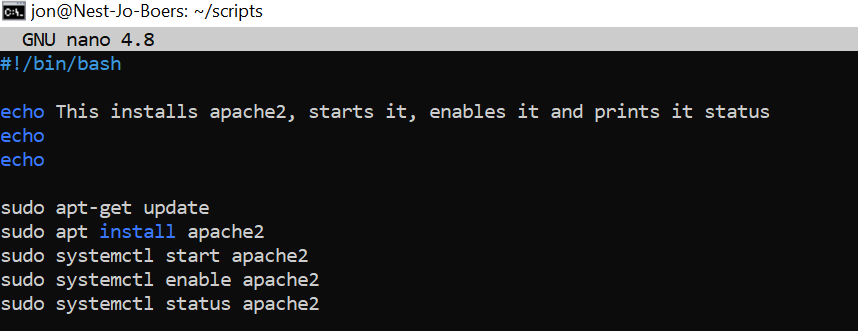 jon@Nest-Jo-Boers: ~/scripts
GNU nano 4.8
#!/bin/bash
echo This installs apache2, starts it, enables it and prints it status
echo
echo
sudo apt-get update
sudo apt install apache2
sudo systemctl start apache2
sudo systemctl enable apache2
sudo systemctl status apache2